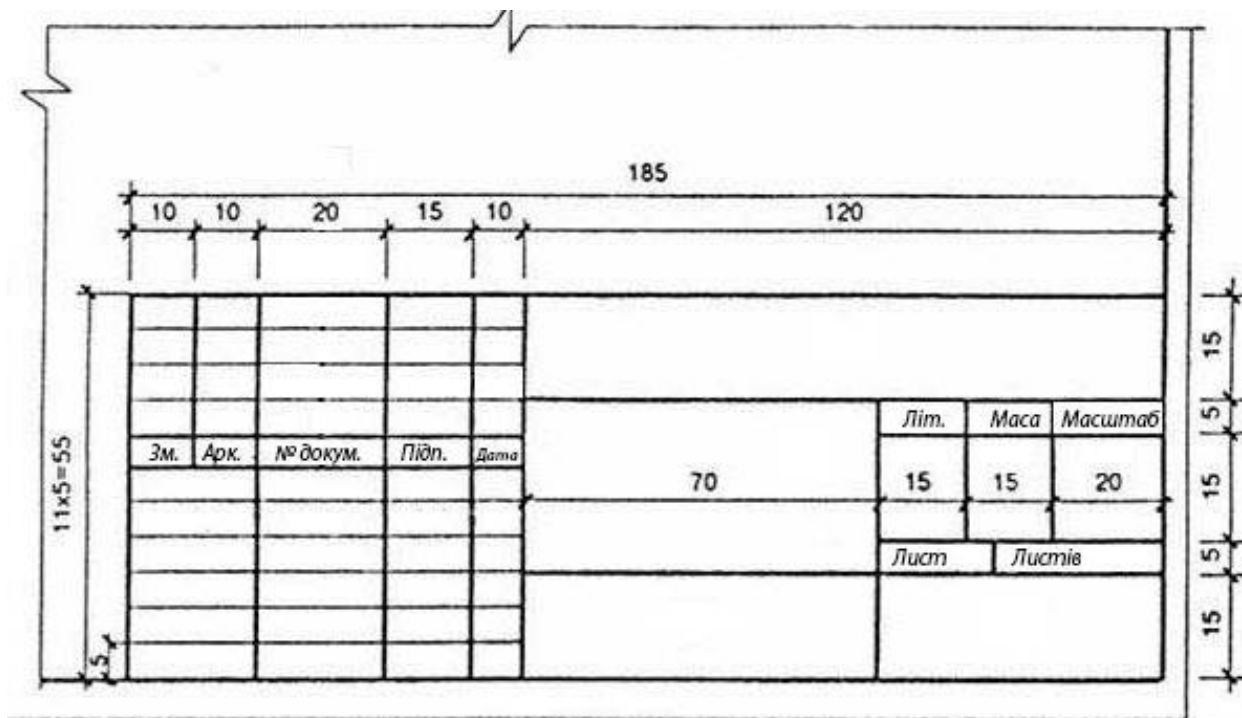 185
10 10 20 15 10 120
15
Літ. Маса Масштаб 5
11х5=55
Зм. Арк. № докум. Підп. Дата
70 15 15 20 15
Лист Листів 5
15
5